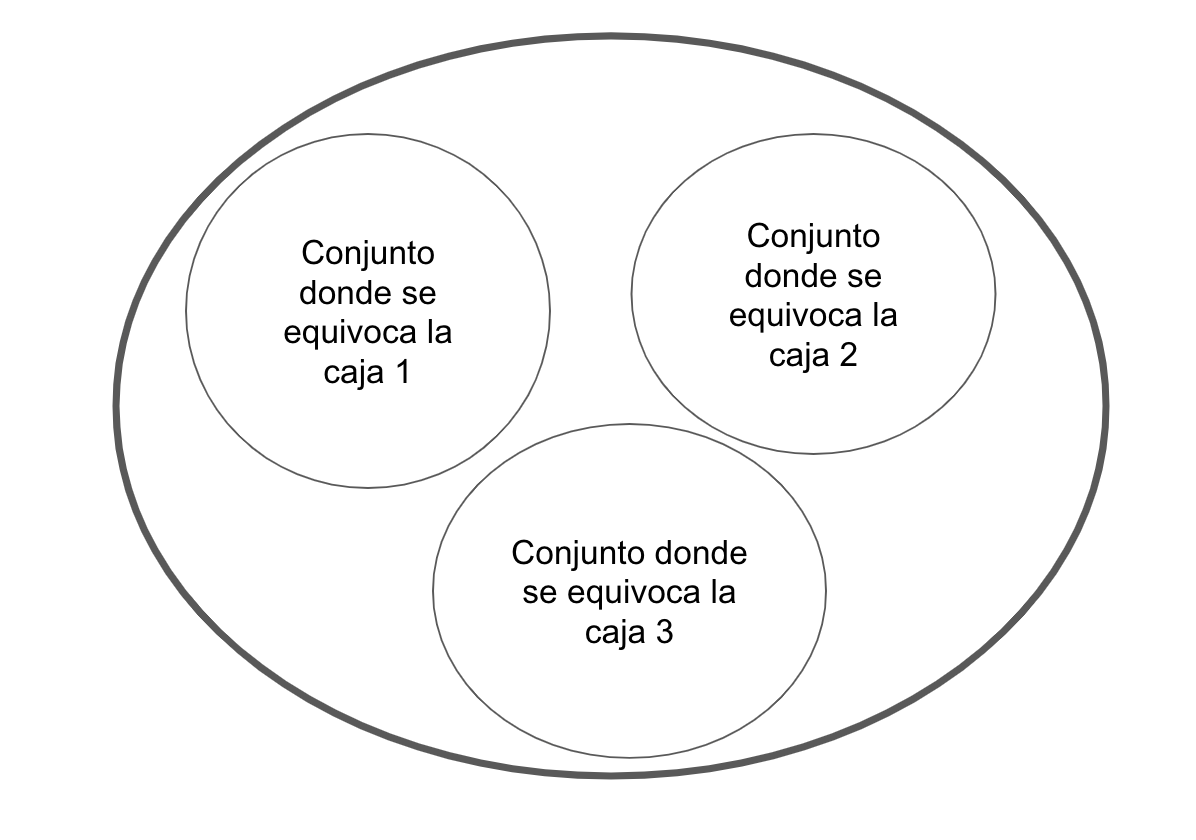 Conjunto
donde se
equivoca la
caja 1
Conjunto
donde se
equivoca la
caja 2
Conjunto donde
se equivoca la
caja 3